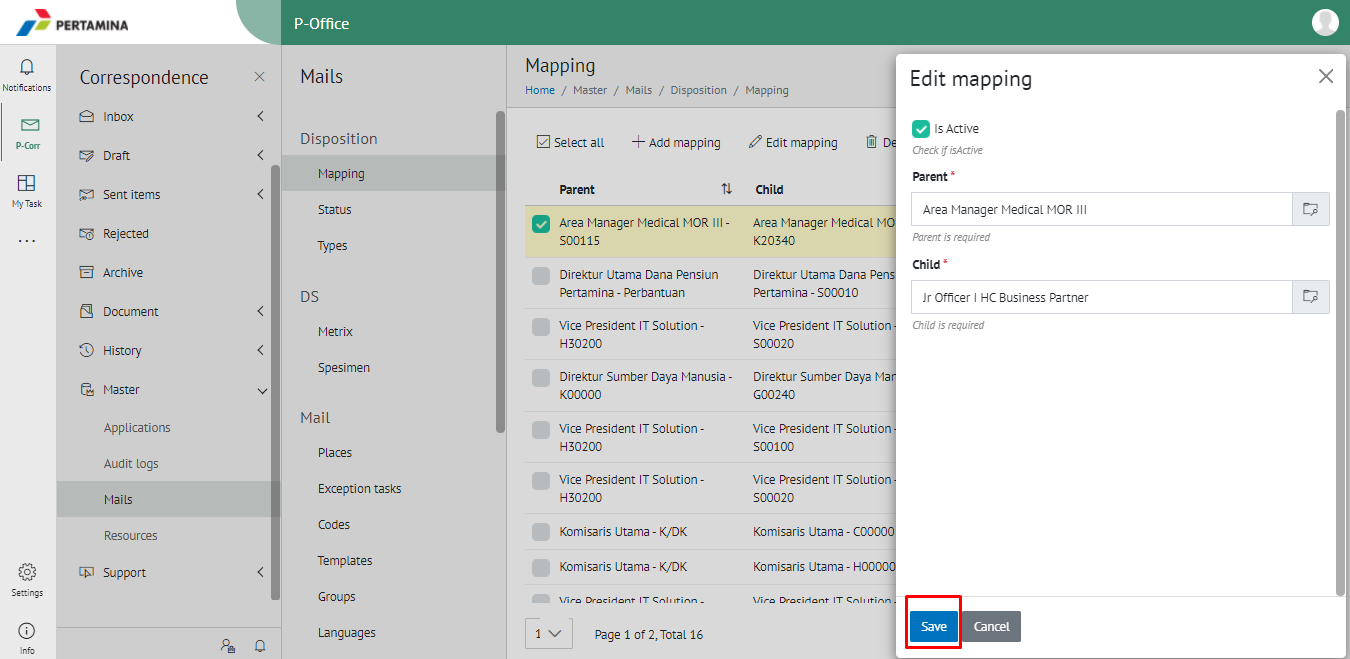 PERTAMINA
P-Office
Notifications
P-Corr
My Task
Settings
Info
Correspondence
Inbox
Draft
Sent items
Rejected
Archive
Document
History
Master
Applications
Audit logs
Mails
Resources
Support
Mails
Disposition
Mapping
Status
Types
DS
Metrix
Spesimen
Mail
Places
Exception tasks
Codes
Templates
Groups
Languages
Mapping
Home / Master / Mails / Disposition / Mapping
Select all Add mapping Edit mapping De
Parent Child
Area Manager Medical MOR III - Area Manager Medical MO
S00115 K20340
Direktur Utama Dana Pensiun Direktur Utama Dana Pens
Pertamina - Perbantuan Pertamina - S00010
Vice President IT Solution - Vice President IT Solution -
H30200 S00020
Direktur Sumber Daya Manusia - Direktur Sumber Daya Man
K00000 G00240
Vice President IT Solution - Vice President IT Solution -
H30200 S00100
Vice President IT Solution - Vice President IT Solution -
H30200 S00020
Komisaris Utama - K/DK Komisaris Utama - C00000
Komisaris Utama - K/DK Komisaris Utama - H00000
Vice President IT Solution - Vice President IT Solution -
1 Page 1 of 2, Total 16
Edit mapping
Is Active
Check if isActive
Parent *
Area Manager Medical MOR III
Parent is required
Child *
Jr Officer I HC Business Partner
Child is required
Save Cancel